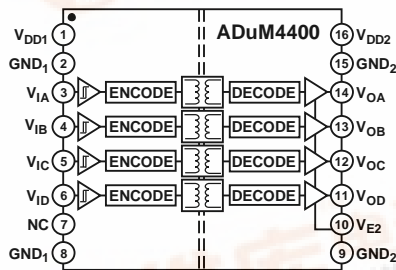 ADuM4400
VDD1 1 16 VDD2
GND1 2 15 GND2
VIA 3 ENCODE DECODE 14 VOA
VIB 4 ENCODE DECODE 13 VOB
VIC 5 ENCODE DECODE 12 VOC
VID 6 ENCODE DECODE 11 VOD
NC 7 10 VE2
GND1 8 9 GND2